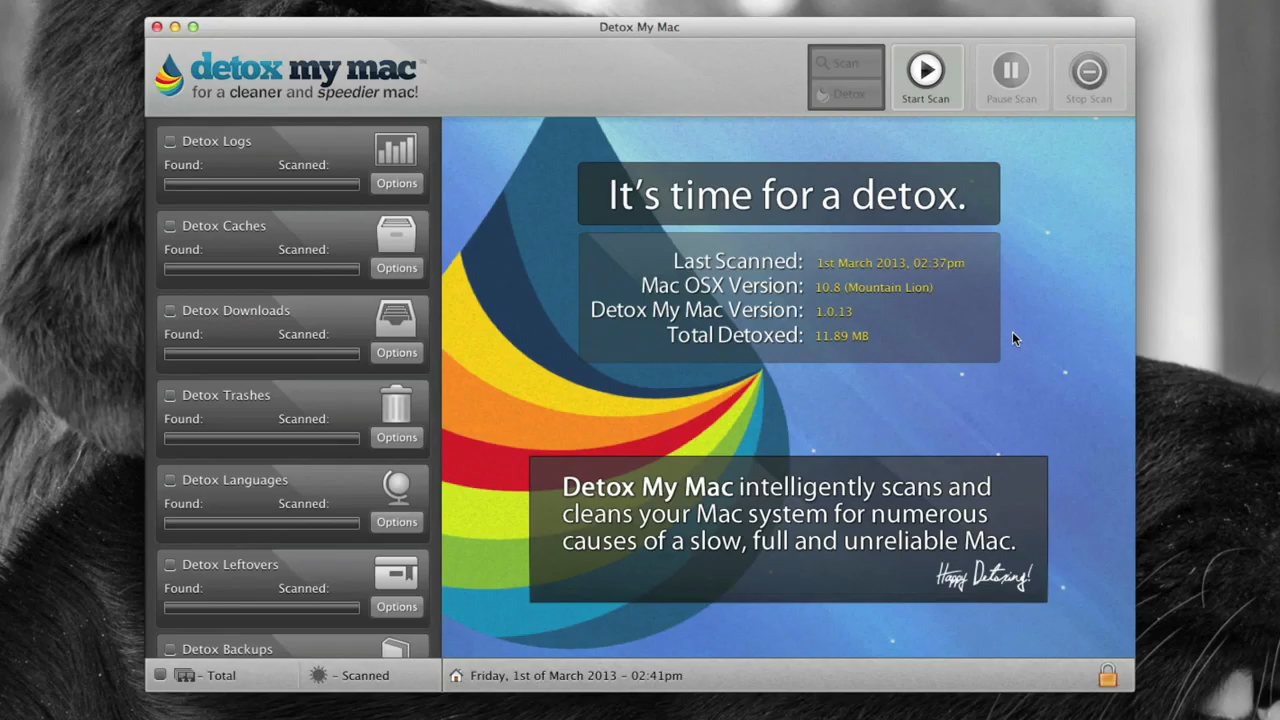 Detox My Mac
detox my mac™
for a cleaner and speedier mac!
Scan
Detox
Start Scan
Pause Scan
Stop Scan
Detox Logs
Found: Scanned:
Options
Detox Caches
Found: Scanned:
Options
Detox Downloads
Found: Scanned:
Options
Detox Trashes
Found: Scanned:
Options
Detox Languages
Found: Scanned:
Options
Detox Leftovers
Found: Scanned:
Options
Detox Backups
- Total
- Scanned
It's time for a detox.
Last Scanned: 1st March 2013, 02:37pm
Mac OSX Version: 10.8 (Mountain Lion)
Detox My Mac Version: 1.0.13
Total Detoxed: 11.89 MB
Detox My Mac intelligently scans and
cleans your Mac system for numerous
causes of a slow, full and unreliable Mac.
Happy Detoxing!
Friday, 1st of March 2013 - 02:41pm